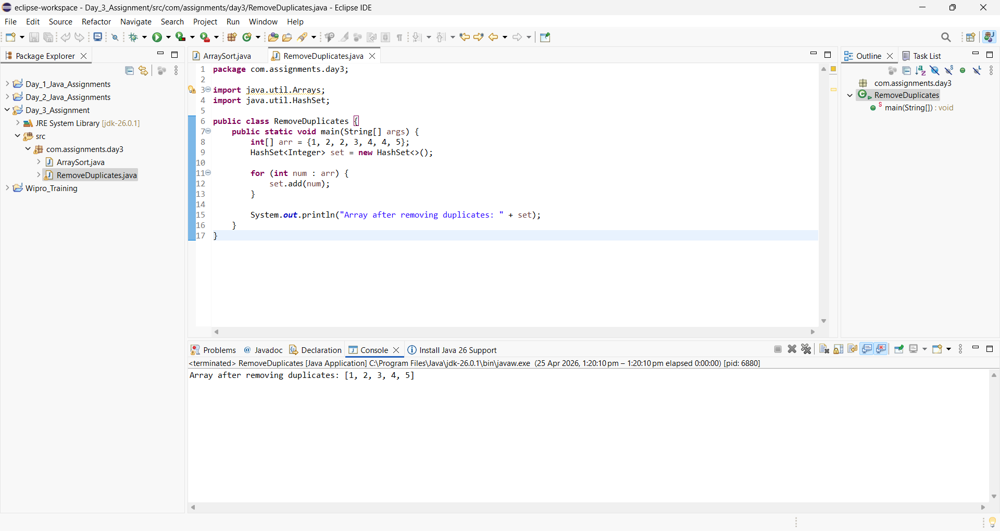 eclipse-workspace - Day_3_Assignment/src/com/assignments/day3/RemoveDuplicates.java - Eclipse IDE
File Edit Source Refactor Navigate Search Project Run Window Help
Package Explorer
Day_1_Java_Assignments
Day_2_Java_Assignments
Day_3_Assignment
JRE System Library [jdk-26.0.1]
src
com.assignments.day3
ArraySort.java
RemoveDuplicates.java
Wipro_Training
ArraySort.java RemoveDuplicates.java
1 package com.assignments.day3;
2
3 import java.util.Arrays;
4 import java.util.HashSet;
5
6 public class RemoveDuplicates {
7 public static void main(String[] args) {
8 int[] arr = {1, 2, 2, 3, 4, 4, 5};
9 HashSet<Integer> set = new HashSet<>();
10
11 for (int num : arr) {
12 set.add(num);
13 }
14
15 System.out.println("Array after removing duplicates: " + set);
16 }
17 }
Outline Task List
com.assignments.day3
RemoveDuplicates
main(String[]) : void
Problems Javadoc Declaration Console Install Java 26 Support
<terminated> RemoveDuplicates [Java Application] C:\Program Files\Java\jdk-26.0.1\bin\javaw.exe (25 Apr 2026, 1:20:10 pm – 1:20:10 pm elapsed 0:00:00) [pid: 6880]
Array after removing duplicates: [1, 2, 3, 4, 5]